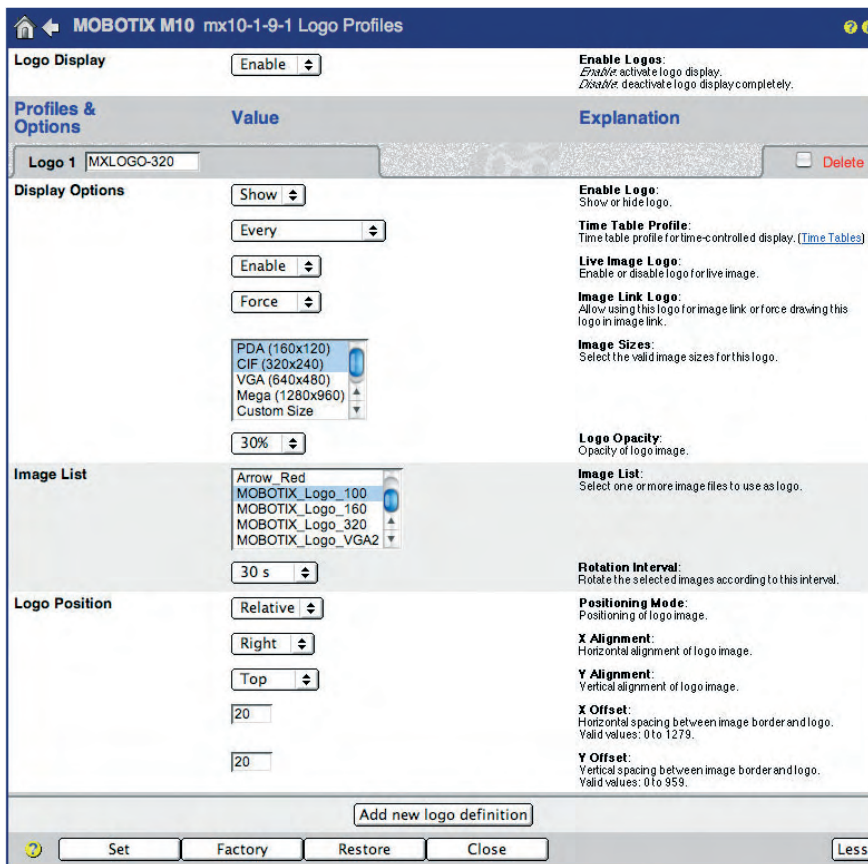 MOBOTIX M10 mx10-1-9-1 Logo Profiles
Logo Display
Enable
Enable Logos:
Enable: activate logo display.
Disable: deactivate logo display completely.
Profiles &
Options
Value
Explanation
Logo 1 MXLOGO-320
Delete
Display Options
Show
Enable Logo:
Show or hide logo.
Every
Time Table Profile:
Time table profile for time-controlled display. (Time Tables)
Enable
Live Image Logo:
Enable or disable logo for live image.
Force
Image Link Logo:
Allow using this logo for image link or force drawing this
logo in image link.
PDA (160x120)
CIF (320x240)
VGA (640x480)
Mega (1280x960)
Custom Size
Image Sizes:
Select the valid image sizes for this logo.
30%
Logo Opacity:
Opacity of logo image.
Image List
Arrow_Red
MOBOTIX_Logo_100
MOBOTIX_Logo_160
MOBOTIX_Logo_320
MOBOTIX_Logo_VGA2
Image List:
Select one or more image files to use as logo.
30 s
Rotation Interval:
Rotate the selected images according to this interval.
Logo Position
Relative
Positioning Mode:
Positioning of logo image.
Right
X Alignment:
Horizontal alignment of logo image.
Top
Y Alignment:
Vertical alignment of logo image.
20
X Offset:
Horizontal spacing between image border and logo.
Valid values: 0 to 1279.
20
Y Offset:
Vertical spacing between image border and logo.
Valid values: 0 to 959.
Add new logo definition
? Set Factory Restore Close Less